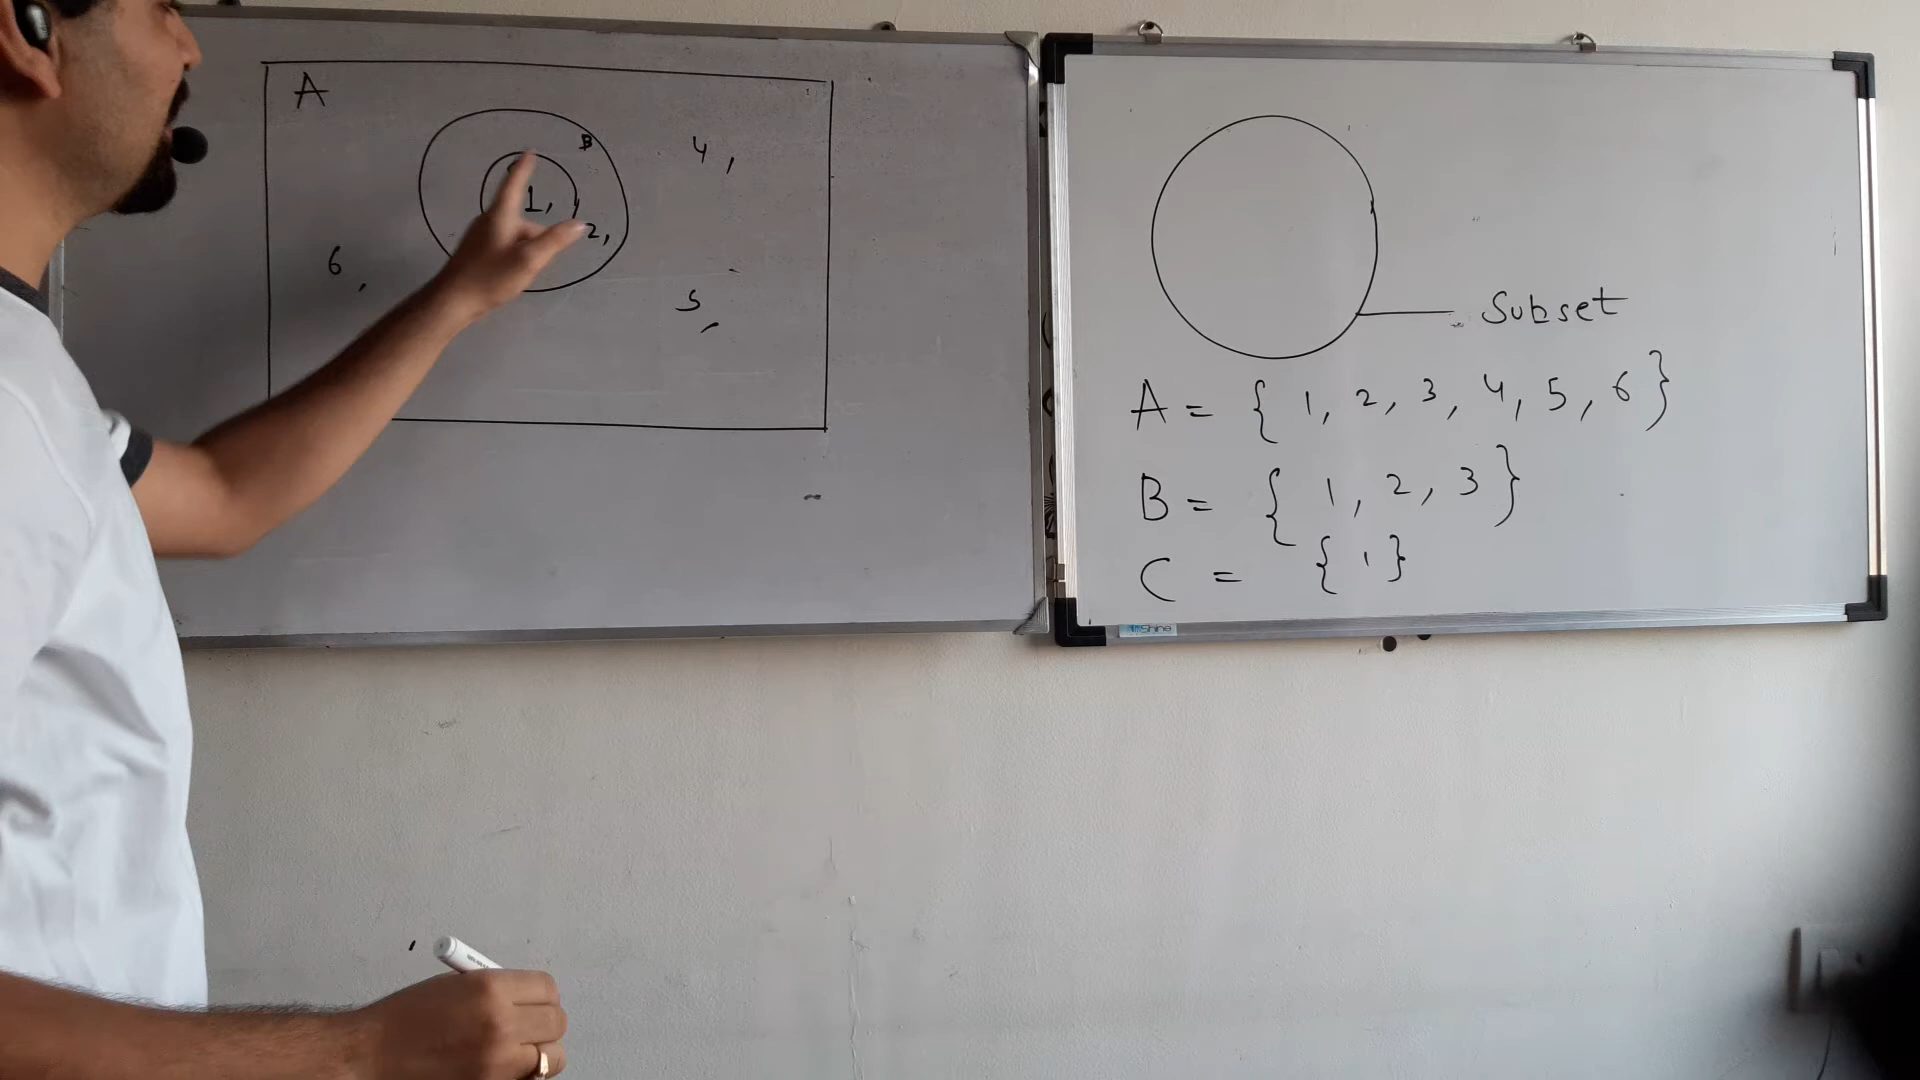 A
B
4,
1,
2,
6,
5,
Subset
A = { 1, 2, 3, 4, 5, 6 }
B = { 1, 2, 3 }
C = { 1 }